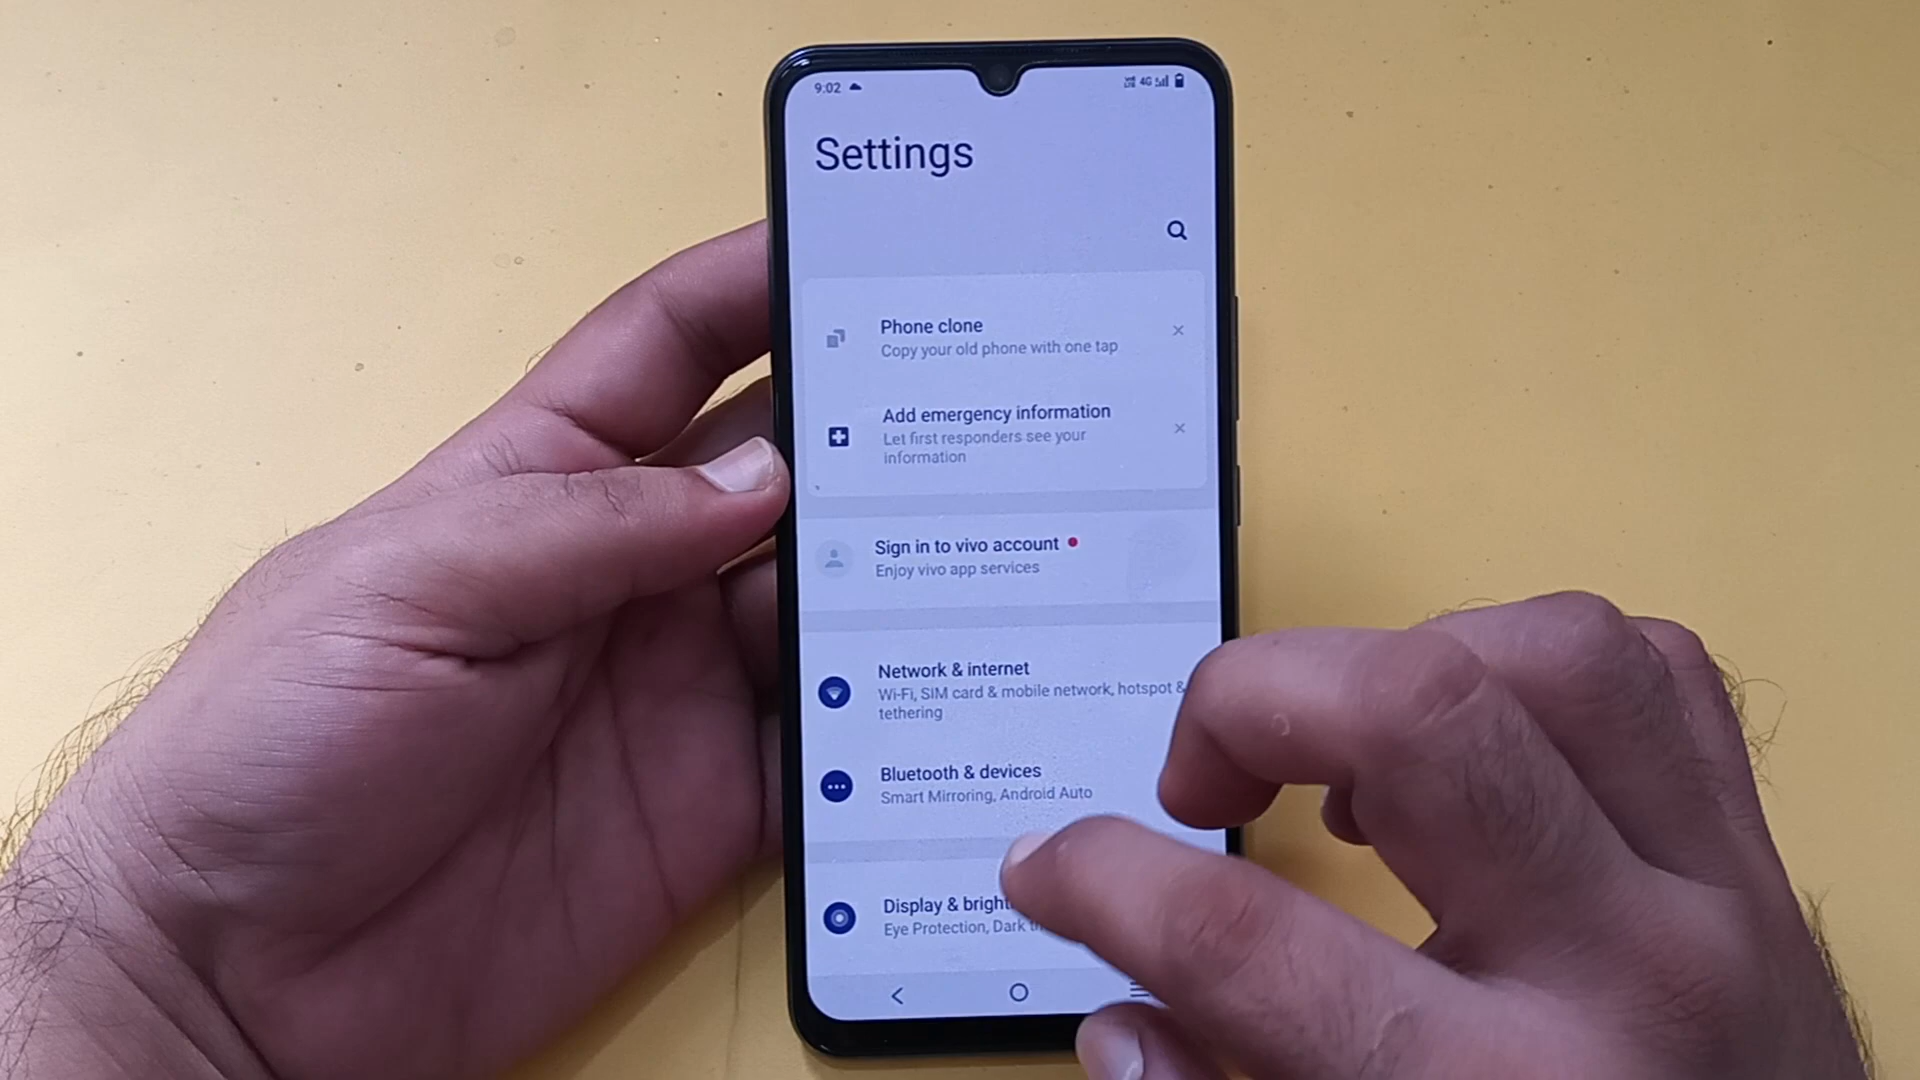 9:02
4G
Settings
Phone clone
Copy your old phone with one tap
Add emergency information
Let first responders see your
information
Sign in to vivo account
Enjoy vivo app services
Network & internet
Wi-Fi, SIM card & mobile network, hotspot &
tethering
Bluetooth & devices
Smart Mirroring, Android Auto
Display &
Eye Protection, Dark